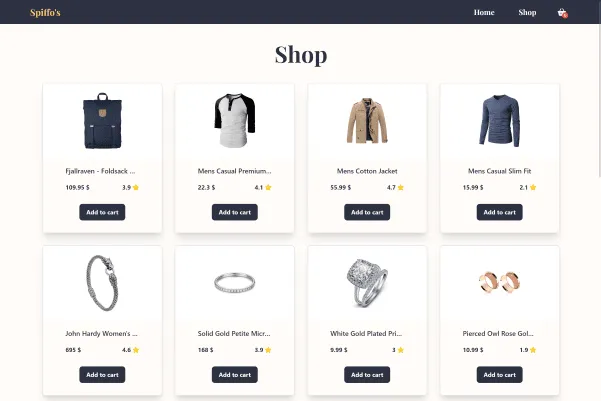 Spiffo's
Home Shop
Shop
Fjallraven - Foldsack ...
109.95 $ 3.9
Add to cart
Mens Casual Premium...
22.3 $ 4.1
Add to cart
Mens Cotton Jacket
55.99 $ 4.7
Add to cart
Mens Casual Slim Fit
15.99 $ 2.1
Add to cart
John Hardy Women's ...
695 $ 4.6
Add to cart
Solid Gold Petite Micr...
168 $ 3.9
Add to cart
White Gold Plated Pri...
9.99 $ 3
Add to cart
Pierced Owl Rose Gol...
10.99 $ 1.9
Add to cart